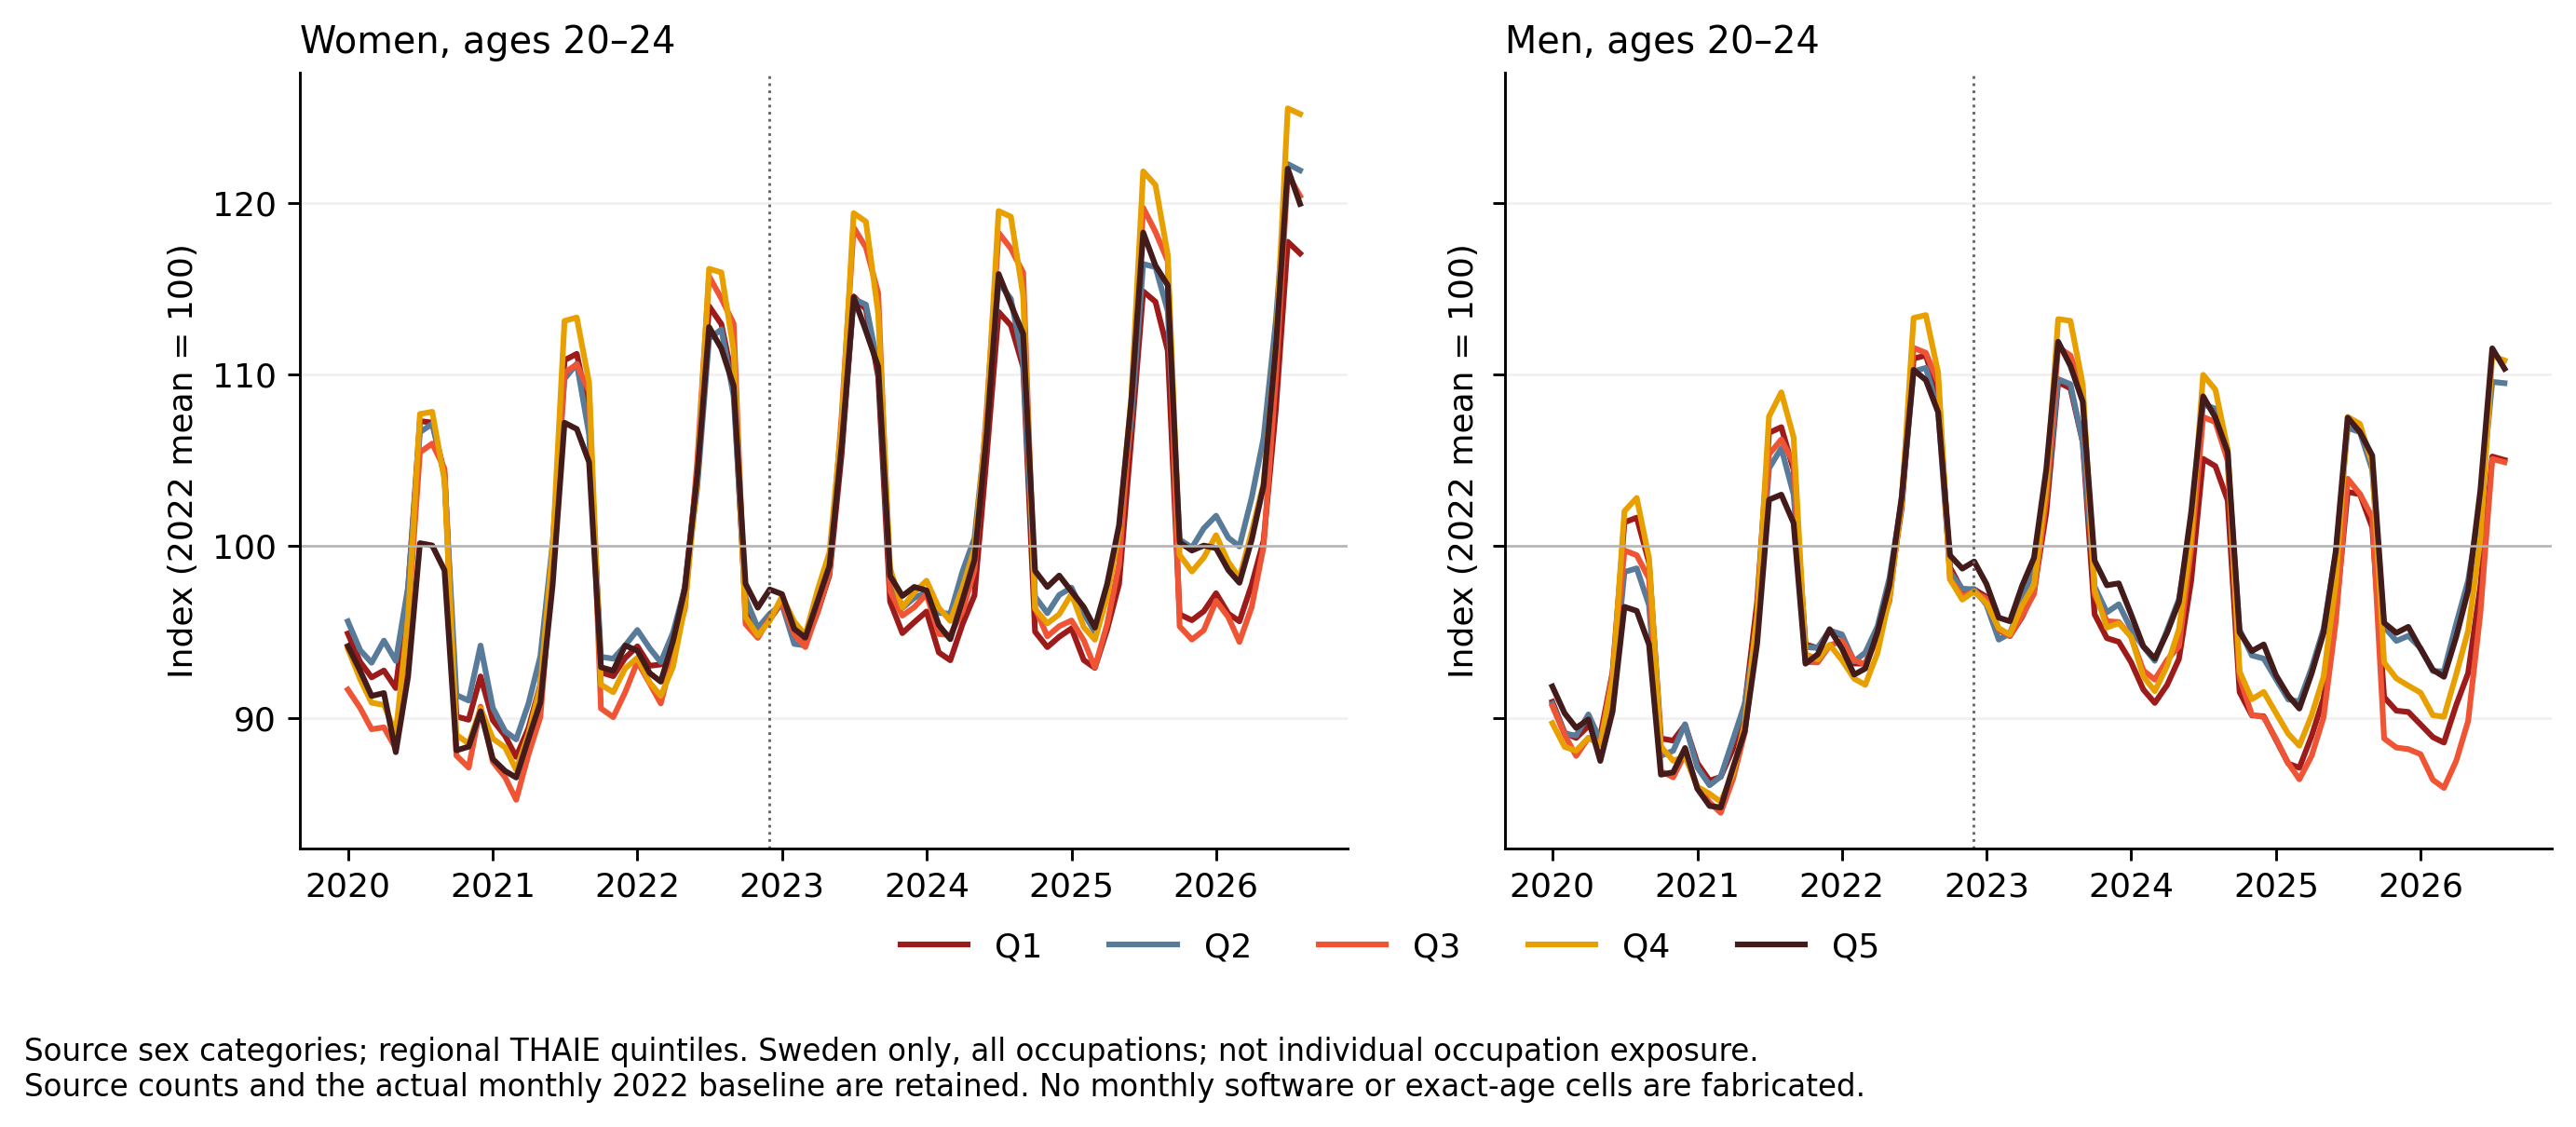 Women, ages 20–24
Men, ages 20–24
Index (2022 mean = 100)
120
110
100
90
2020 2021 2022 2023 2024 2025 2026
Index (2022 mean = 100)
2020 2021 2022 2023 2024 2025 2026
Q1 Q2 Q3 Q4 Q5
Source sex categories; regional THAIE quintiles. Sweden only, all occupations; not individual occupation exposure.
Source counts and the actual monthly 2022 baseline are retained. No monthly software or exact-age cells are fabricated.